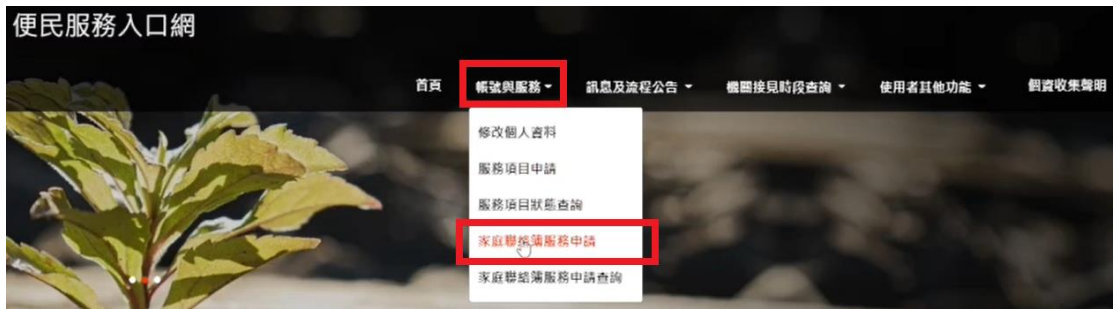 便民服務入口網
首頁 帳號與服務 訊息及流程公告 機關接見時段查詢 使用者其他功能 個資收集聲明
修改個人資料
服務項目申請
服務項目狀態查詢
家庭聯絡簿服務申請
家庭聯絡簿服務申請查詢